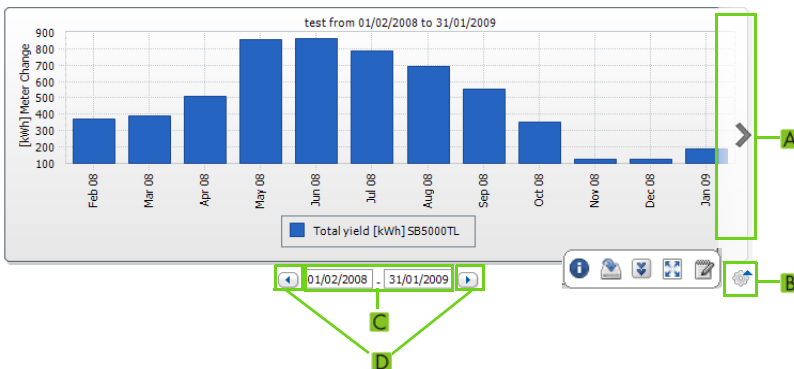 test from 01/02/2008 to 31/01/2009
[kWh] Meter Change
900
800
700
600
500
400
300
200
100
Feb 08
Mar 08
Apr 08
May 08
Jun 08
Jul 08
Aug 08
Sep 08
Oct 08
Nov 08
Dec 08
Jan 09
Total yield [kWh] SB5000TL
01/02/2008 - 31/01/2009
A
B
C
D